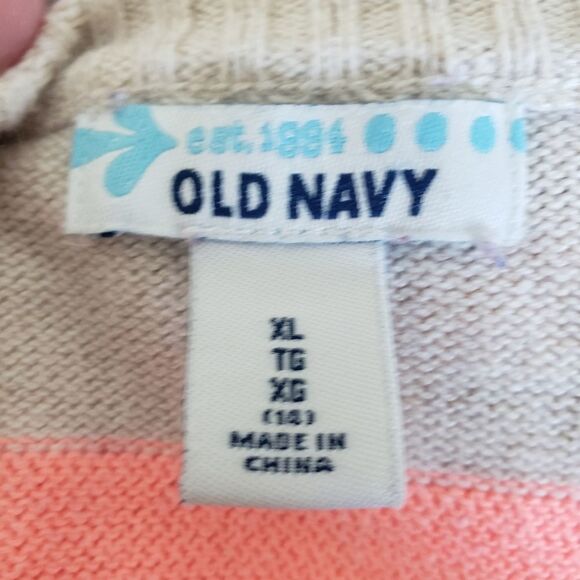 est. 1994
OLD NAVY
XL
TG
XG
(14)
MADE IN
CHINA